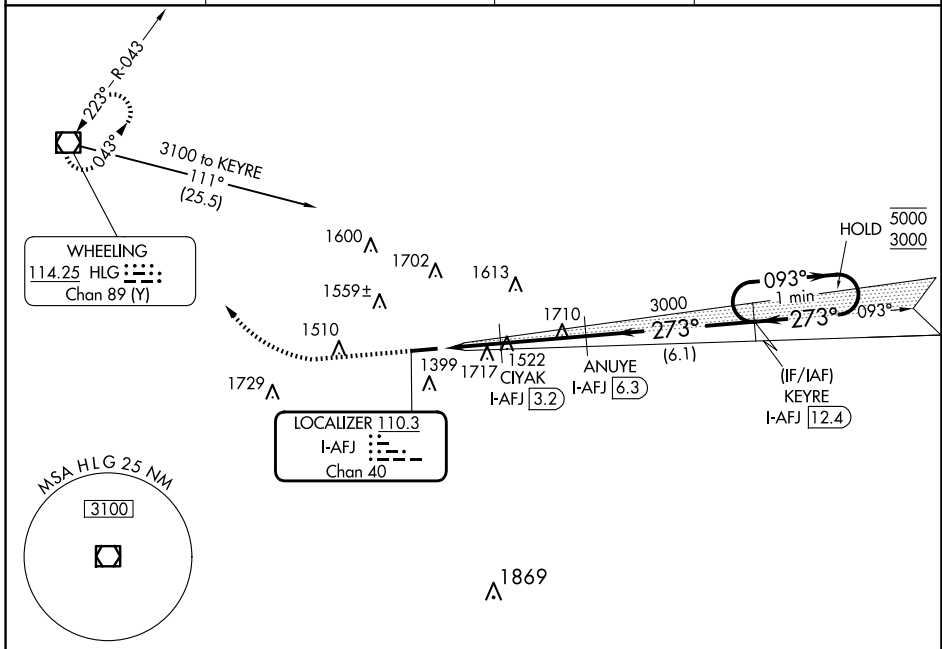 223°
R-043
043°
3100 to KEYRE
111°
(25.5)
WHEELING
114.25 HLG
Chan 89 (Y)
1600
1702
1613
1559±
1510
1729
1399
1717
1522
1710
CIYAK
I-AFJ 3.2
ANUYE
I-AFJ 6.3
3000
273°
(6.1)
HOLD
5000
3000
093°
1 min
273°
093°
(IF/IAF)
KEYRE
I-AFJ 12.4
LOCALIZER 110.3
I-AFJ
Chan 40
MSA HLG 25 NM
3100
1869